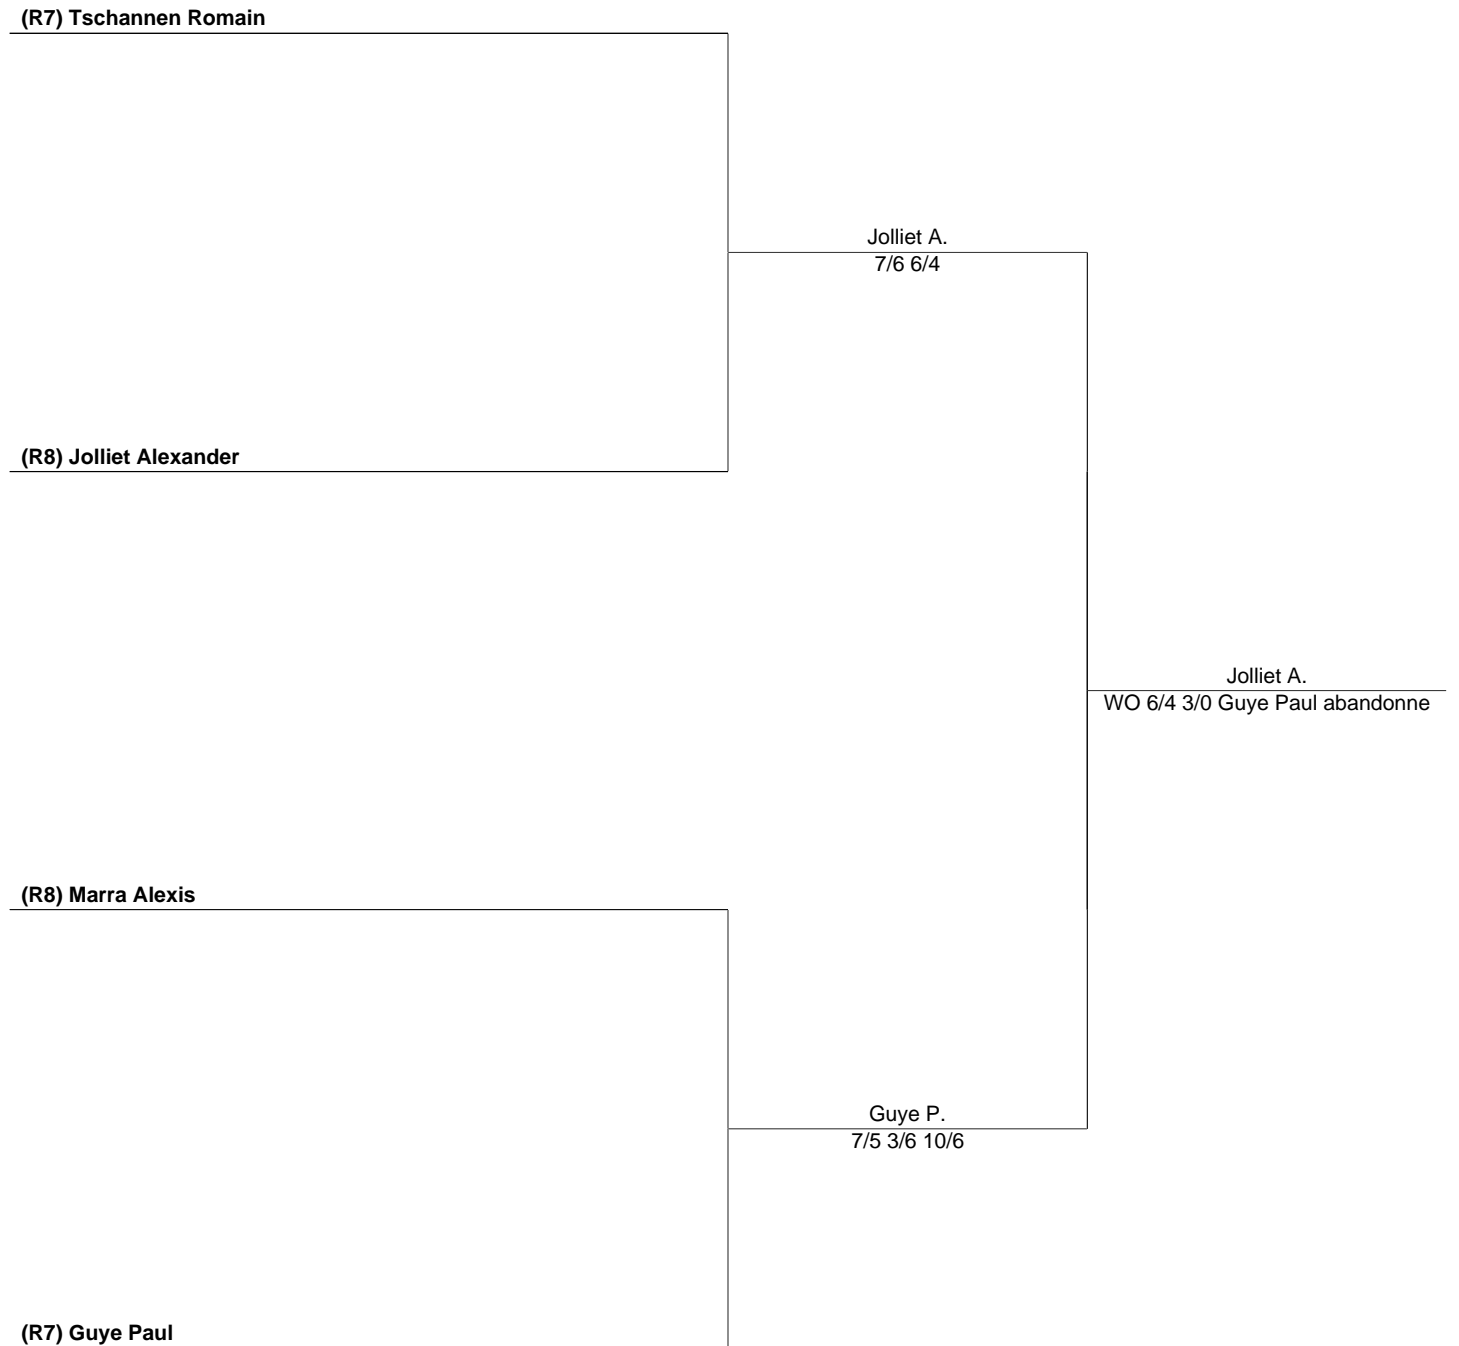 (R7) Tschannen Romain
Jolliet A.
7/6 6/4
(R8) Jolliet Alexander
Jolliet A.
WO 6/4 3/0 Guye Paul abandonne
(R8) Marra Alexis
Guye P.
7/5 3/6 10/6
(R7) Guye Paul